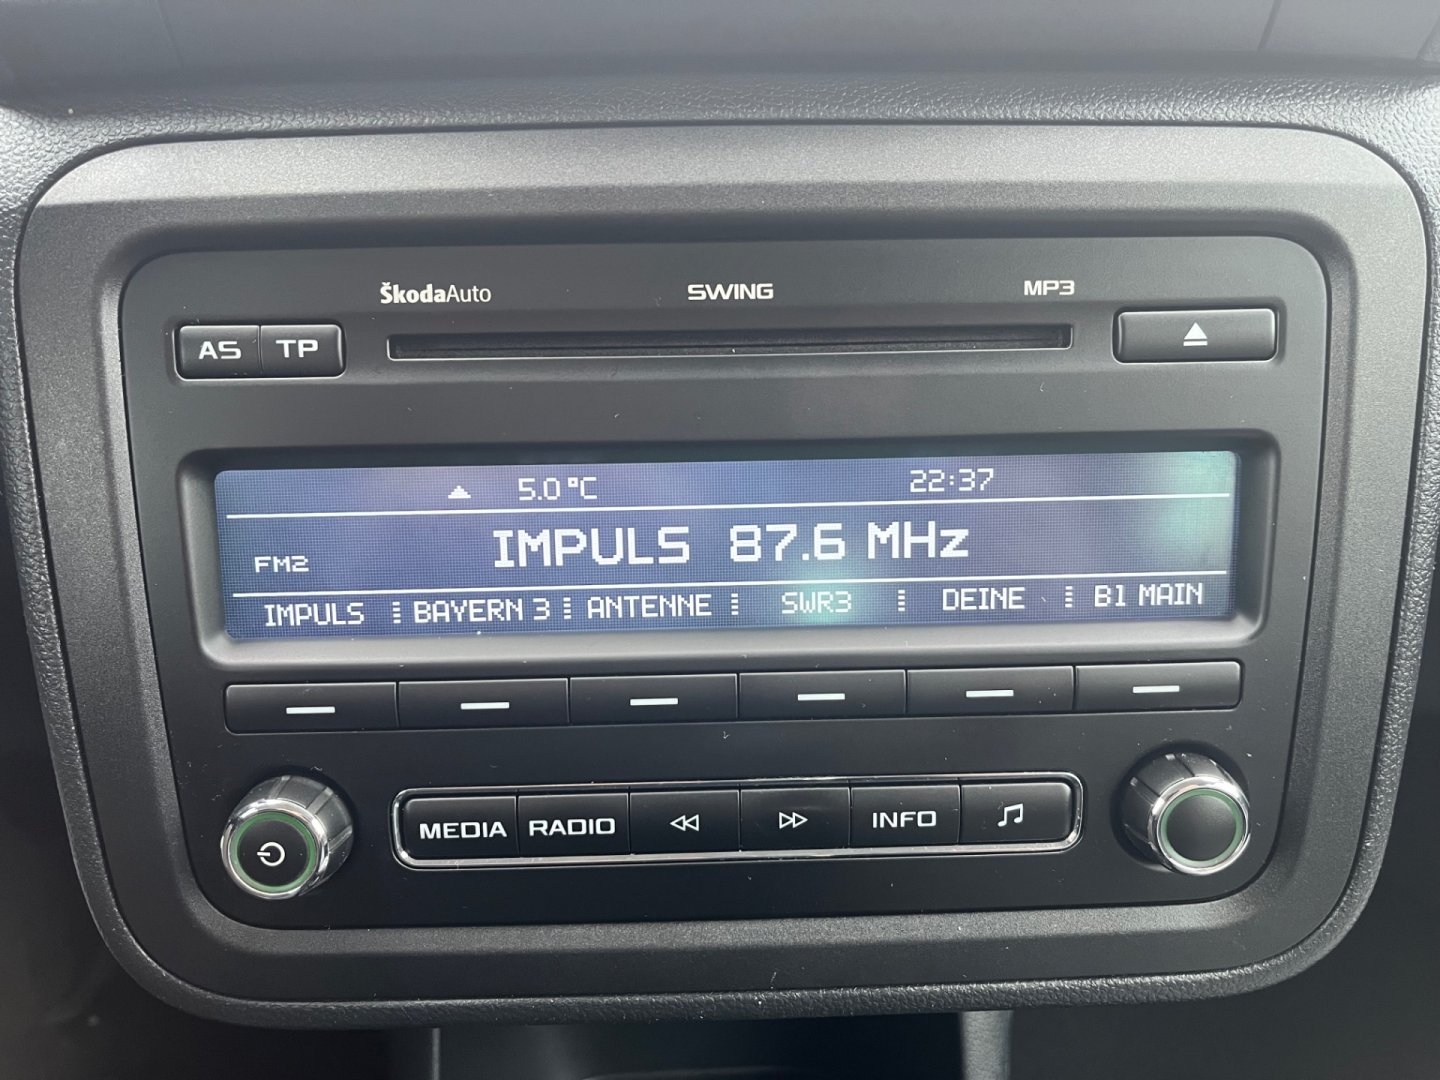 ŠkodaAuto SWING MP3
AS TP
5.0 °C 22:37
IMPULS 87.6 MHz
FM2
IMPULS BAYERN 3 ANTENNE SWR3 DEINE B1 MAIN
MEDIA RADIO INFO